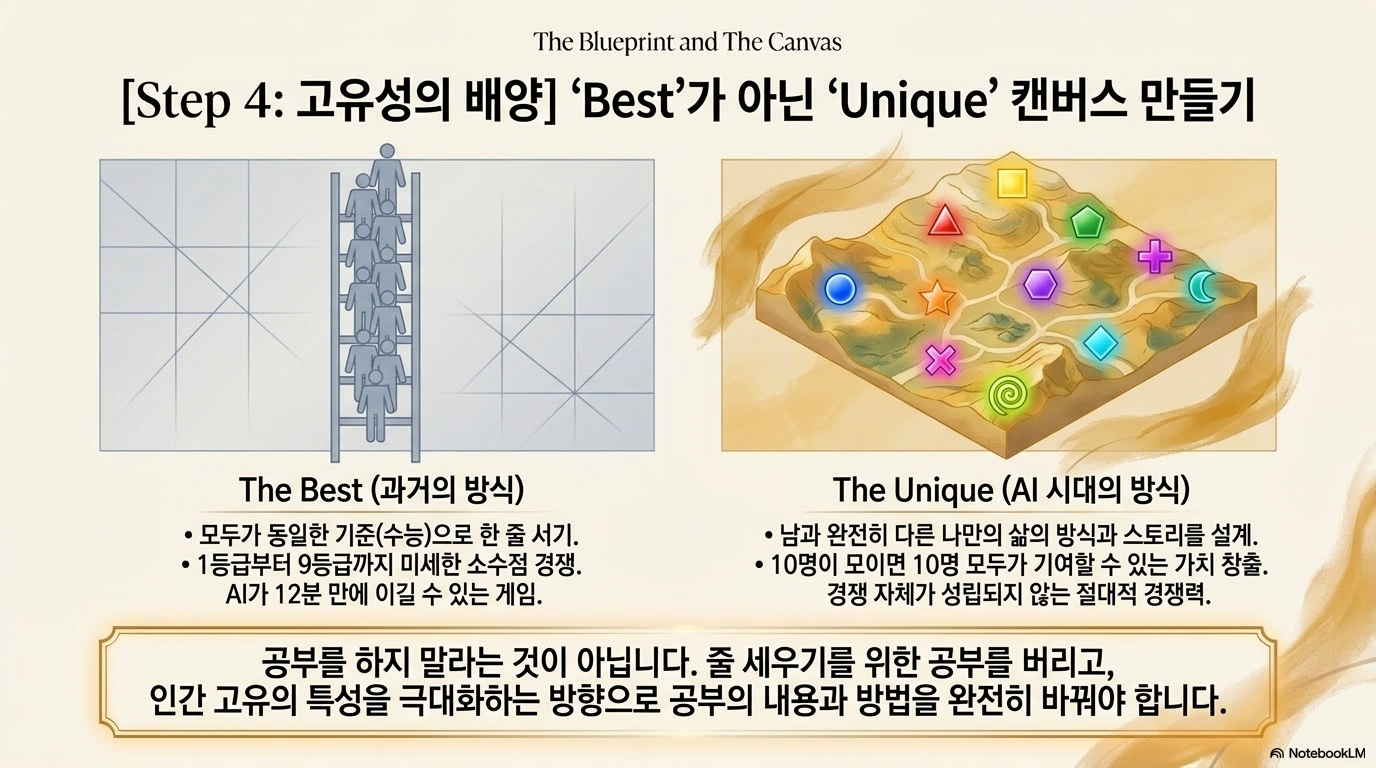 The Blueprint and The Canvas
[Step 4: 고유성의 배양] ‘Best’가 아닌 ‘Unique’ 캔버스 만들기
The Best (과거의 방식)
• 모두가 동일한 기준(수능)으로 한 줄 서기.
• 1등급부터 9등급까지 미세한 소수점 경쟁.
AI가 12분 만에 이길 수 있는 게임.
The Unique (AI 시대의 방식)
• 남과 완전히 다른 나만의 삶의 방식과 스토리를 설계.
• 10명이 모이면 10명 모두가 기여할 수 있는 가치 창출.
경쟁 자체가 성립되지 않는 절대적 경쟁력.
공부를 하지 말라는 것이 아닙니다. 줄 세우기를 위한 공부를 버리고,
인간 고유의 특성을 극대화하는 방향으로 공부의 내용과 방법을 완전히 바꿔야 합니다.
NotebookLM